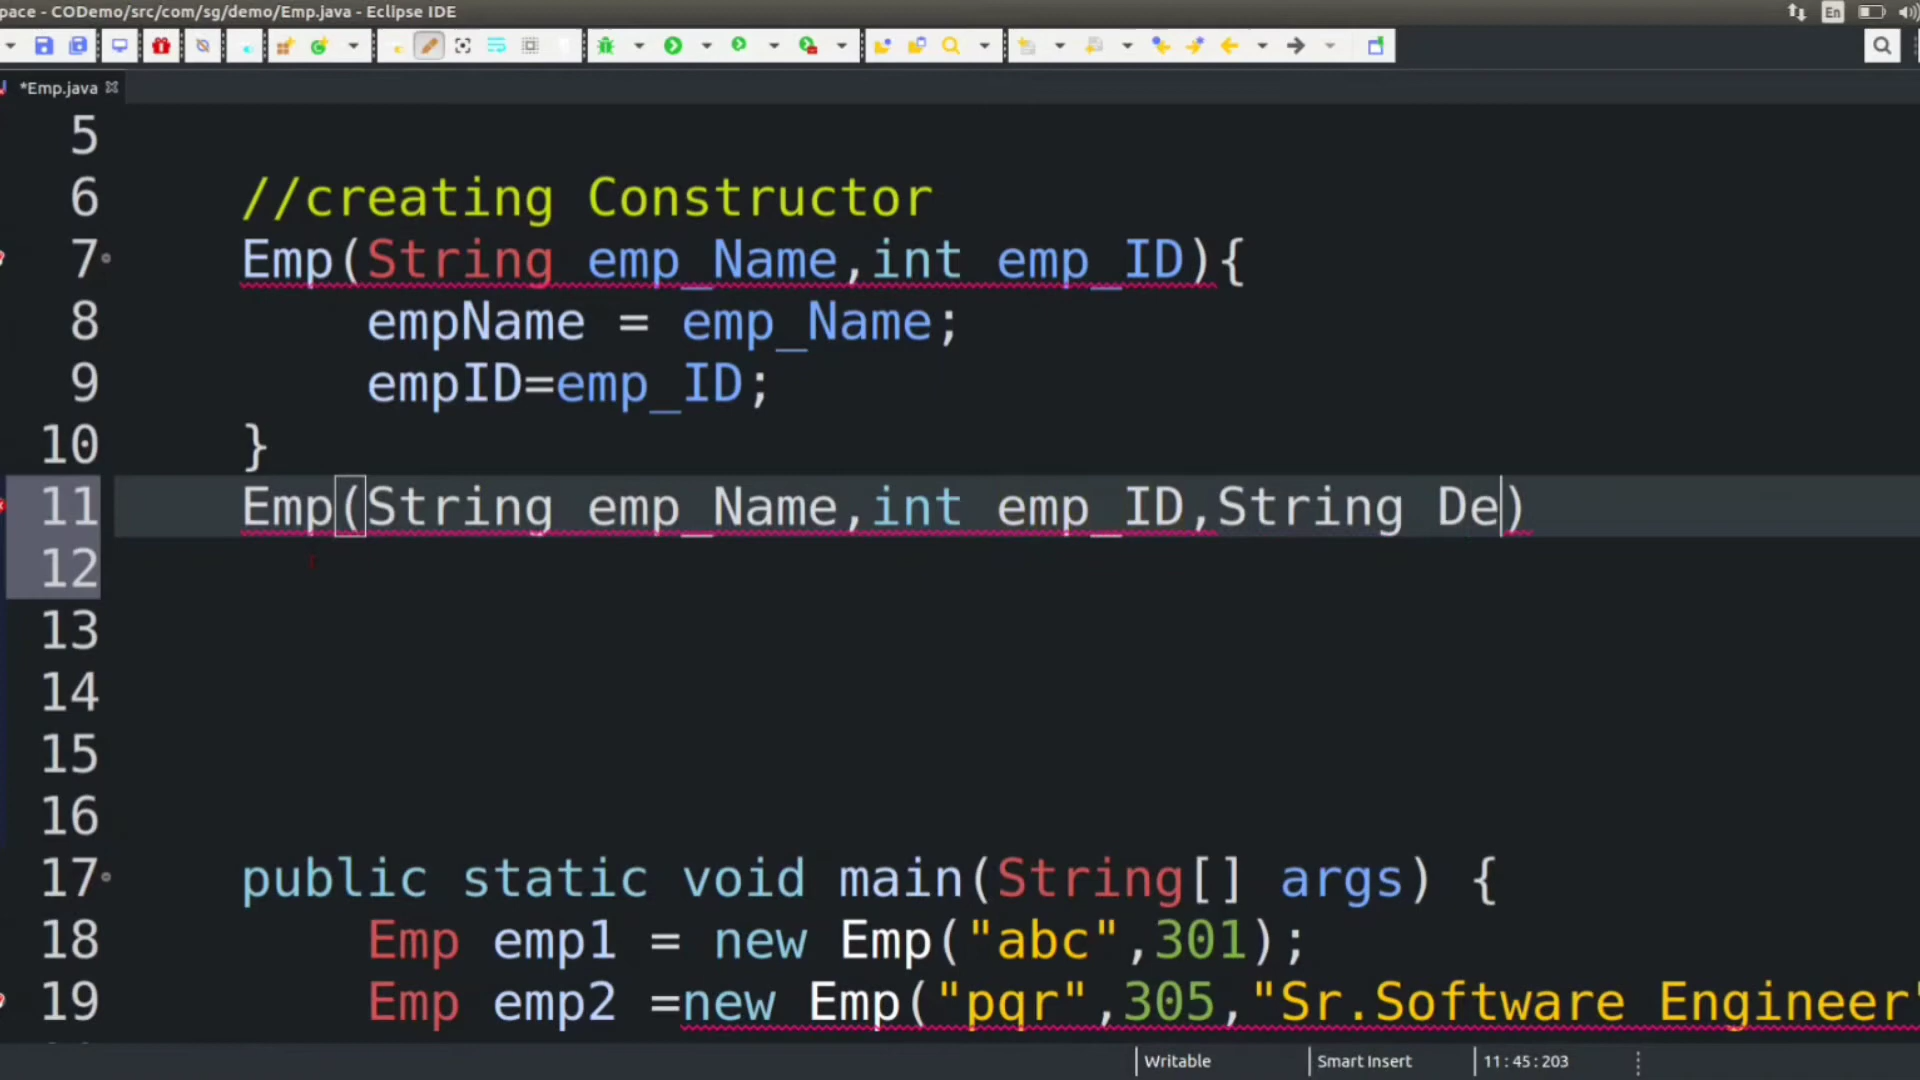 pace - CODemo/src/com/sg/demo/Emp.java - Eclipse IDE
En
*Emp.java
5
6 //creating Constructor
7 Emp(String emp_Name,int emp_ID){
8 empName = emp_Name;
9 empID=emp_ID;
10 }
11 Emp(String emp_Name,int emp_ID,String De)
12
13
14
15
16
17 public static void main(String[] args) {
18 Emp emp1 = new Emp("abc",301);
19 Emp emp2 =new Emp("pqr",305,"Sr.Software Engineer"
Writable Smart Insert 11:45:203